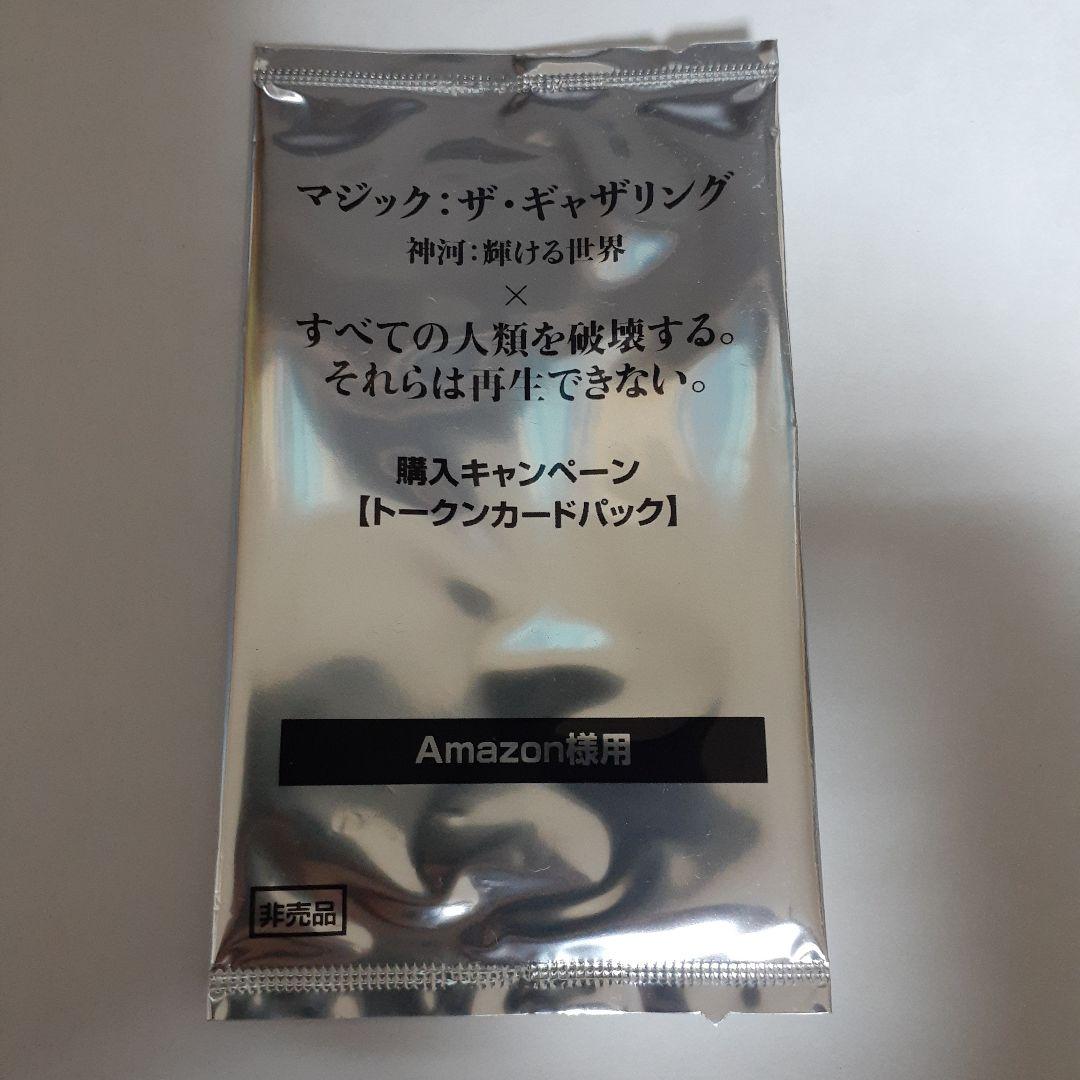 マジック：ザ・ギャザリング
神河：輝ける世界
×
すべての人類を破壊する。
それらは再生できない。
購入キャンペーン
【トークンカードパック】
Amazon様用
非売品